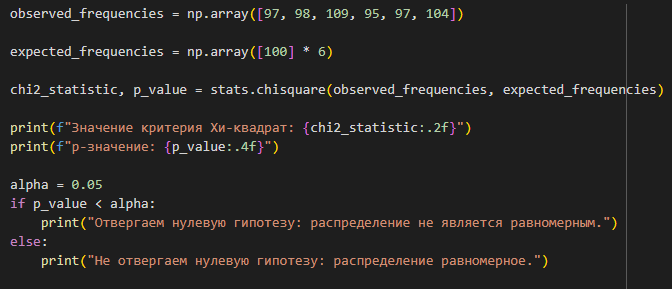 observed_frequencies = np.array([97, 98, 109, 95, 97, 104])
expected_frequencies = np.array([100] * 6)
chi2_statistic, p_value = stats.chisquare(observed_frequencies, expected_frequencies)
print(f"Значение критерия Хи-квадрат: {chi2_statistic:.2f}")
print(f"p-значение: {p_value:.4f}")
alpha = 0.05
if p_value < alpha:
    print("Отвергаем нулевую гипотезу: распределение не является равномерным.")
else:
    print("Не отвергаем нулевую гипотезу: распределение равномерное.")